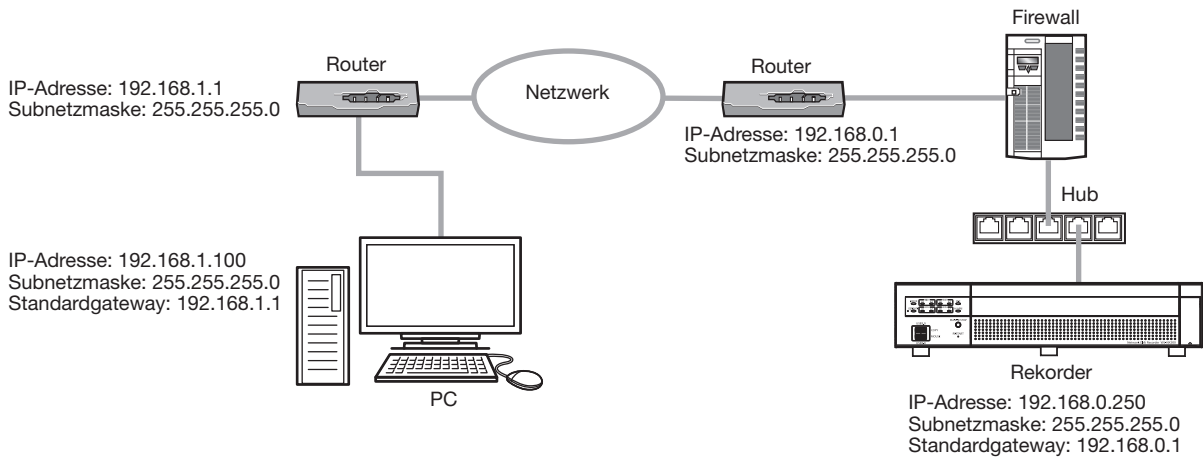 Firewall
Router
IP-Adresse: 192.168.1.1
Subnetzmaske: 255.255.255.0
Netzwerk
Router
IP-Adresse: 192.168.0.1
Subnetzmaske: 255.255.255.0
Hub
IP-Adresse: 192.168.1.100
Subnetzmaske: 255.255.255.0
Standardgateway: 192.168.1.1
PC
Rekorder
IP-Adresse: 192.168.0.250
Subnetzmaske: 255.255.255.0
Standardgateway: 192.168.0.1